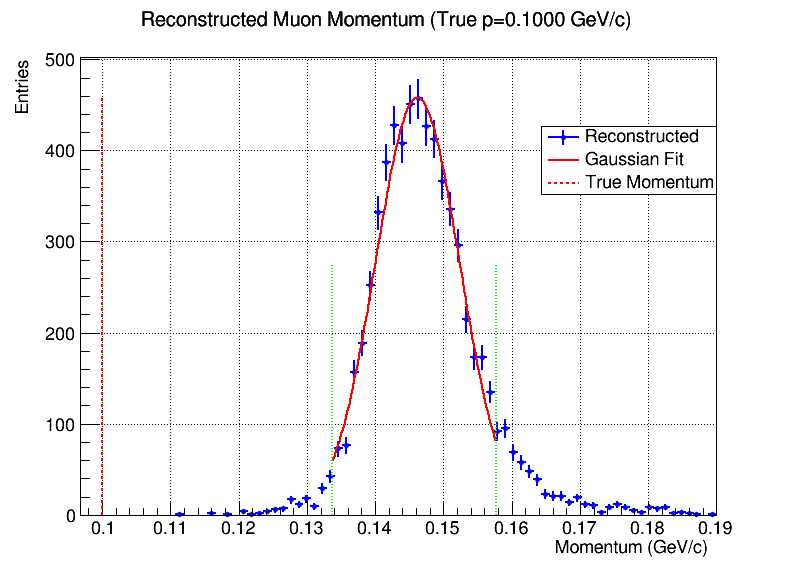 Reconstructed Muon Momentum (True p=0.1000 GeV/c)
Entries
500
400
300
200
100
0
Reconstructed
Gaussian Fit
True Momentum
0.1 0.11 0.12 0.13 0.14 0.15 0.16 0.17 0.18 0.19
Momentum (GeV/c)